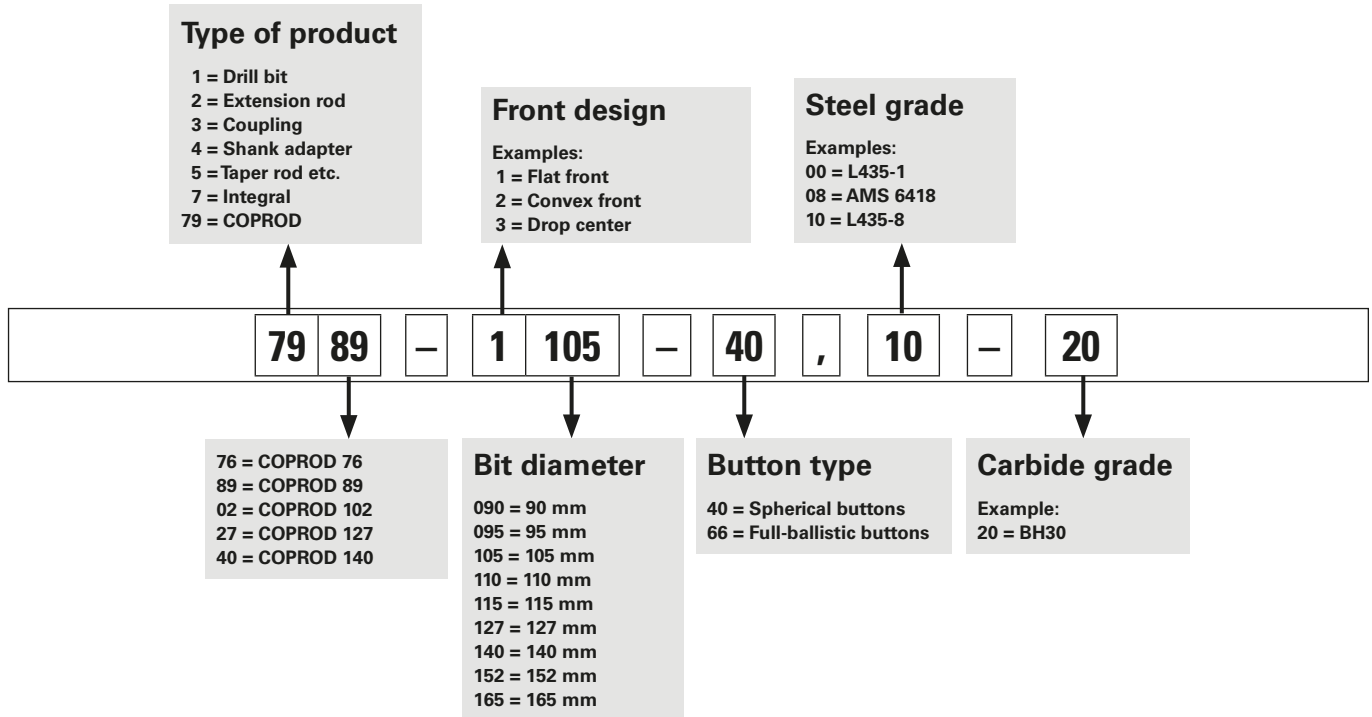 Type of product
1 = Drill bit
2 = Extension rod
3 = Coupling
4 = Shank adapter
5 =Taper rod etc.
7 = Integral
79 = COPROD
Front design
Examples:
1 = Flat front
2 = Convex front
3 = Drop center
Steel grade
Examples:
00 = L435-1
08 = AMS 6418
10 = L435-8
79 89 – 1 105 – 40 , 10 – 20
76 = COPROD 76
89 = COPROD 89
02 = COPROD 102
27 = COPROD 127
40 = COPROD 140
Bit diameter
090 = 90 mm
095 = 95 mm
105 = 105 mm
110 = 110 mm
115 = 115 mm
127 = 127 mm
140 = 140 mm
152 = 152 mm
165 = 165 mm
Button type
40 = Spherical buttons
66 = Full-ballistic buttons
Carbide grade
Example:
20 = BH30